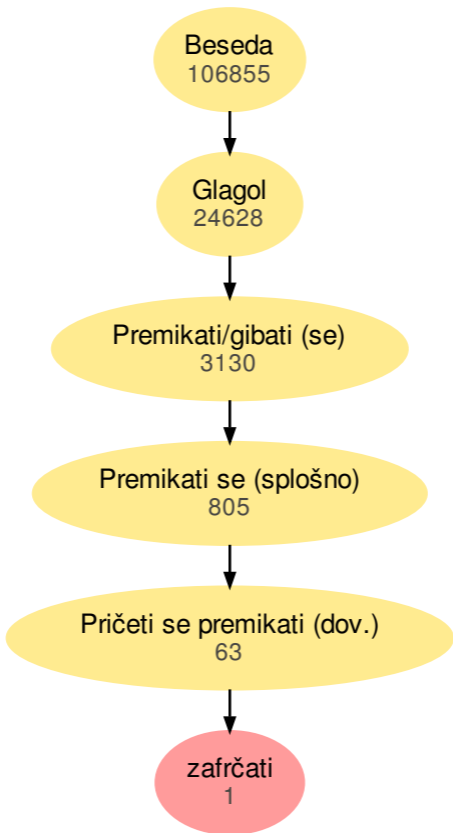 Beseda
106855
Glagol
24628
Premikati/gibati (se)
3130
Premikati se (splošno)
805
Pričeti se premikati (dov.)
63
zafrčati
1